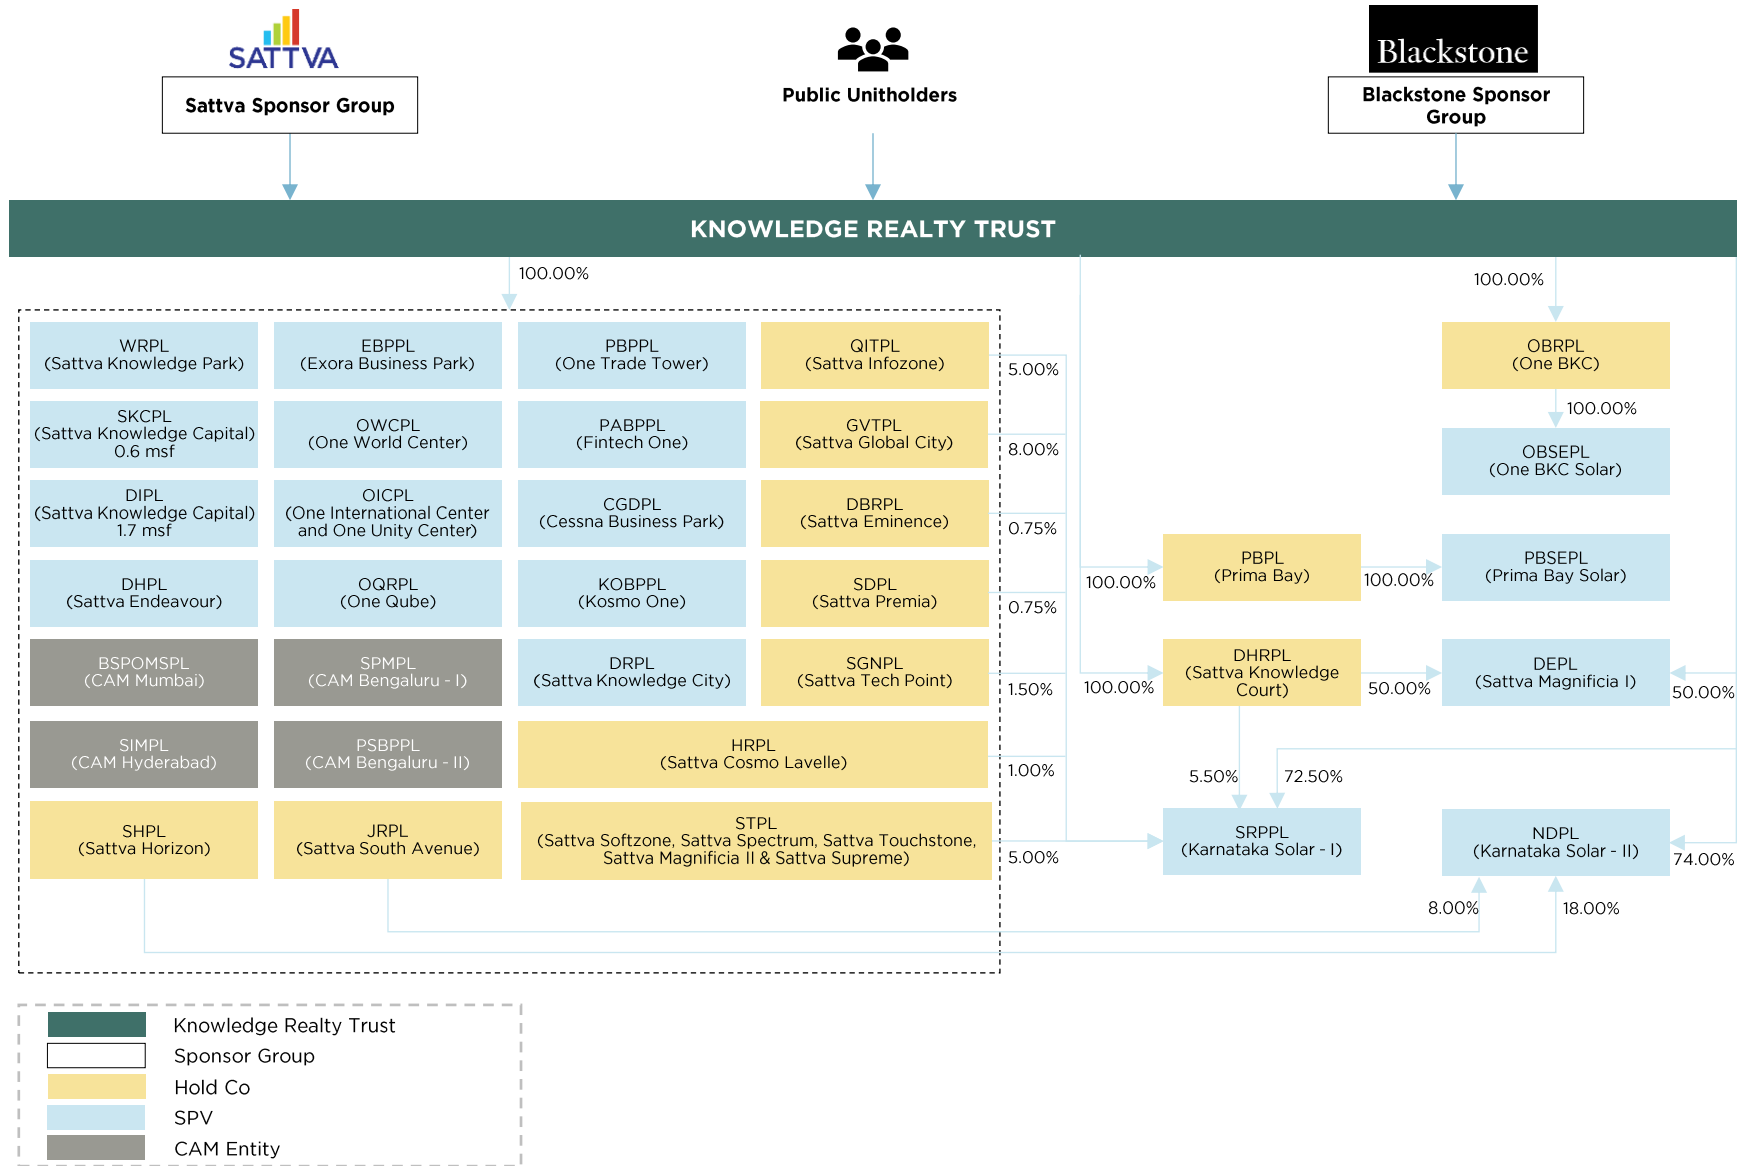 SATTVA
Sattva Sponsor Group
Public Unitholders
Blackstone
Blackstone Sponsor
Group
KNOWLEDGE REALTY TRUST
100.00%
100.00%
WRPL
(Sattva Knowledge Park)
EBPPL
(Exora Business Park)
PBPPL
(One Trade Tower)
QITPL
(Sattva Infozone)
5.00%
OBRPL
(One BKC)
100.00%
SKCPL
(Sattva Knowledge Capital)
0.6 msf
OWCPL
(One World Center)
PABPPL
(Fintech One)
GVTPL
(Sattva Global City)
8.00%
OBSEPL
(One BKC Solar)
DIPL
(Sattva Knowledge Capital)
1.7 msf
OICPL
(One International Center
and One Unity Center)
CGDPL
(Cessna Business Park)
DBRPL
(Sattva Eminence)
0.75%
DHPL
(Sattva Endeavour)
OQRPL
(One Qube)
KOBPPL
(Kosmo One)
SDPL
(Sattva Premia)
0.75%
100.00%
PBPL
(Prima Bay)
100.00%
PBSEPL
(Prima Bay Solar)
BSPOMSPL
(CAM Mumbai)
SPMPL
(CAM Bengaluru - I)
DRPL
(Sattva Knowledge City)
SGNPL
(Sattva Tech Point)
1.50%
100.00%
DHRPL
(Sattva Knowledge
Court)
50.00%
DEPL
(Sattva Magnificia I)
50.00%
SIMPL
(CAM Hyderabad)
PSBPPL
(CAM Bengaluru - II)
HRPL
(Sattva Cosmo Lavelle)
1.00%
5.50%
72.50%
SHPL
(Sattva Horizon)
JRPL
(Sattva South Avenue)
STPL
(Sattva Softzone, Sattva Spectrum, Sattva Touchstone,
Sattva Magnificia II & Sattva Supreme)
5.00%
SRPPL
(Karnataka Solar - I)
NDPL
(Karnataka Solar - II)
74.00%
8.00%
18.00%
Knowledge Realty Trust
Sponsor Group
Hold Co
SPV
CAM Entity